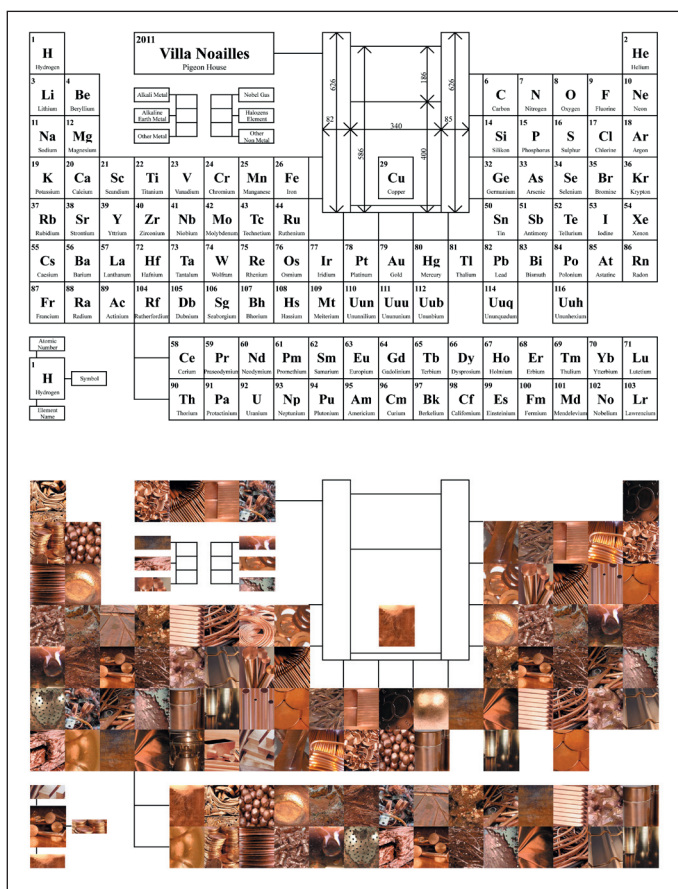 2011
Villa Noailles
Pigeon House
1 2
H He
Hydrogen Helium
Alkali Metal Nobel Gas
Alkaline Earth Metal Halozens Element
Other Metal Other Non Metal
626 186 626
82 340 85
586 400
3 4 6 7 8 9 10
Li Be C N O F Ne
Lithium Beryllium Carbon Nitrogen Oxygen Fluorine Neon
11 12 14 15 16 17 18
Na Mg Si P S Cl Ar
Sodium Magnesium Phosphorus Sulphur Chlorine Argon
19 20 21 22 23 24 25 26 29 32 33 34 35 36
K Ca Sc Ti V Cr Mn Fe Cu Ge As Se Br Kr
Potassium Calcium Scandium Titanium Vanadium Chromium Manganese Iron Copper Germanium Arsenic Selenium Bromine Krypton
37 38 39 40 41 42 43 44 50 51 52 53 54
Rb Sr Y Zr Nb Mo Tc Ru Sn Sb Te I Xe
Rubidium Yttrium Zirconium Niobium Molybdenum Technetium Tin Antimony Tellurium Iodine Xenon
55 56 57 72 73 74 75 76 77 78 79 80 81 82 83 84 85 86
Cs Ba La Hf Ta W Re Os Ir Pt Au Hg Tl Pb Bi Po At Rn
Caesium Barium Lanthanum Hafnium Tantalum Wolfram Rhenium Osmium Iridium Platinum Gold Mercury Thalium Lead Bismuth Polonium Astatine Radon
87 88 89 104 105 106 107 108 109 110 111 112 114 116
Fr Ra Ac Rf Db Sg Bh Hs Mt Uun Uuu Uub Uuq Uuh
Francium Radium Actinium Rutherfordium Dubnium Seaborgium Bhorium Hassium Meiterium Ununbium Ununhexium
Atomic Number
1
H
Hydrogen
Symbol
Element Name
58 59 60 61 62 63 64 65 66 67 68 69 70 71
Ce Pr Nd Pm Sm Eu Gd Tb Dy Ho Er Tm Yb Lu
Cerium Neodymium Promethium Samarium Europium Gadolinium Terbium Dysprosium Holmium Erbium Thulium Ytterbium Lutetium
90 91 92 93 94 95 96 97 98 99 100 101 102 103
Th Pa U Np Pu Am Cm Bk Cf Es Fm Md No Lr
Thorium Protactinium Uranium Neptunium Plutonium Americium Curium Berkelium Californium Einsteinium Fermium Mendelevium Nobelium